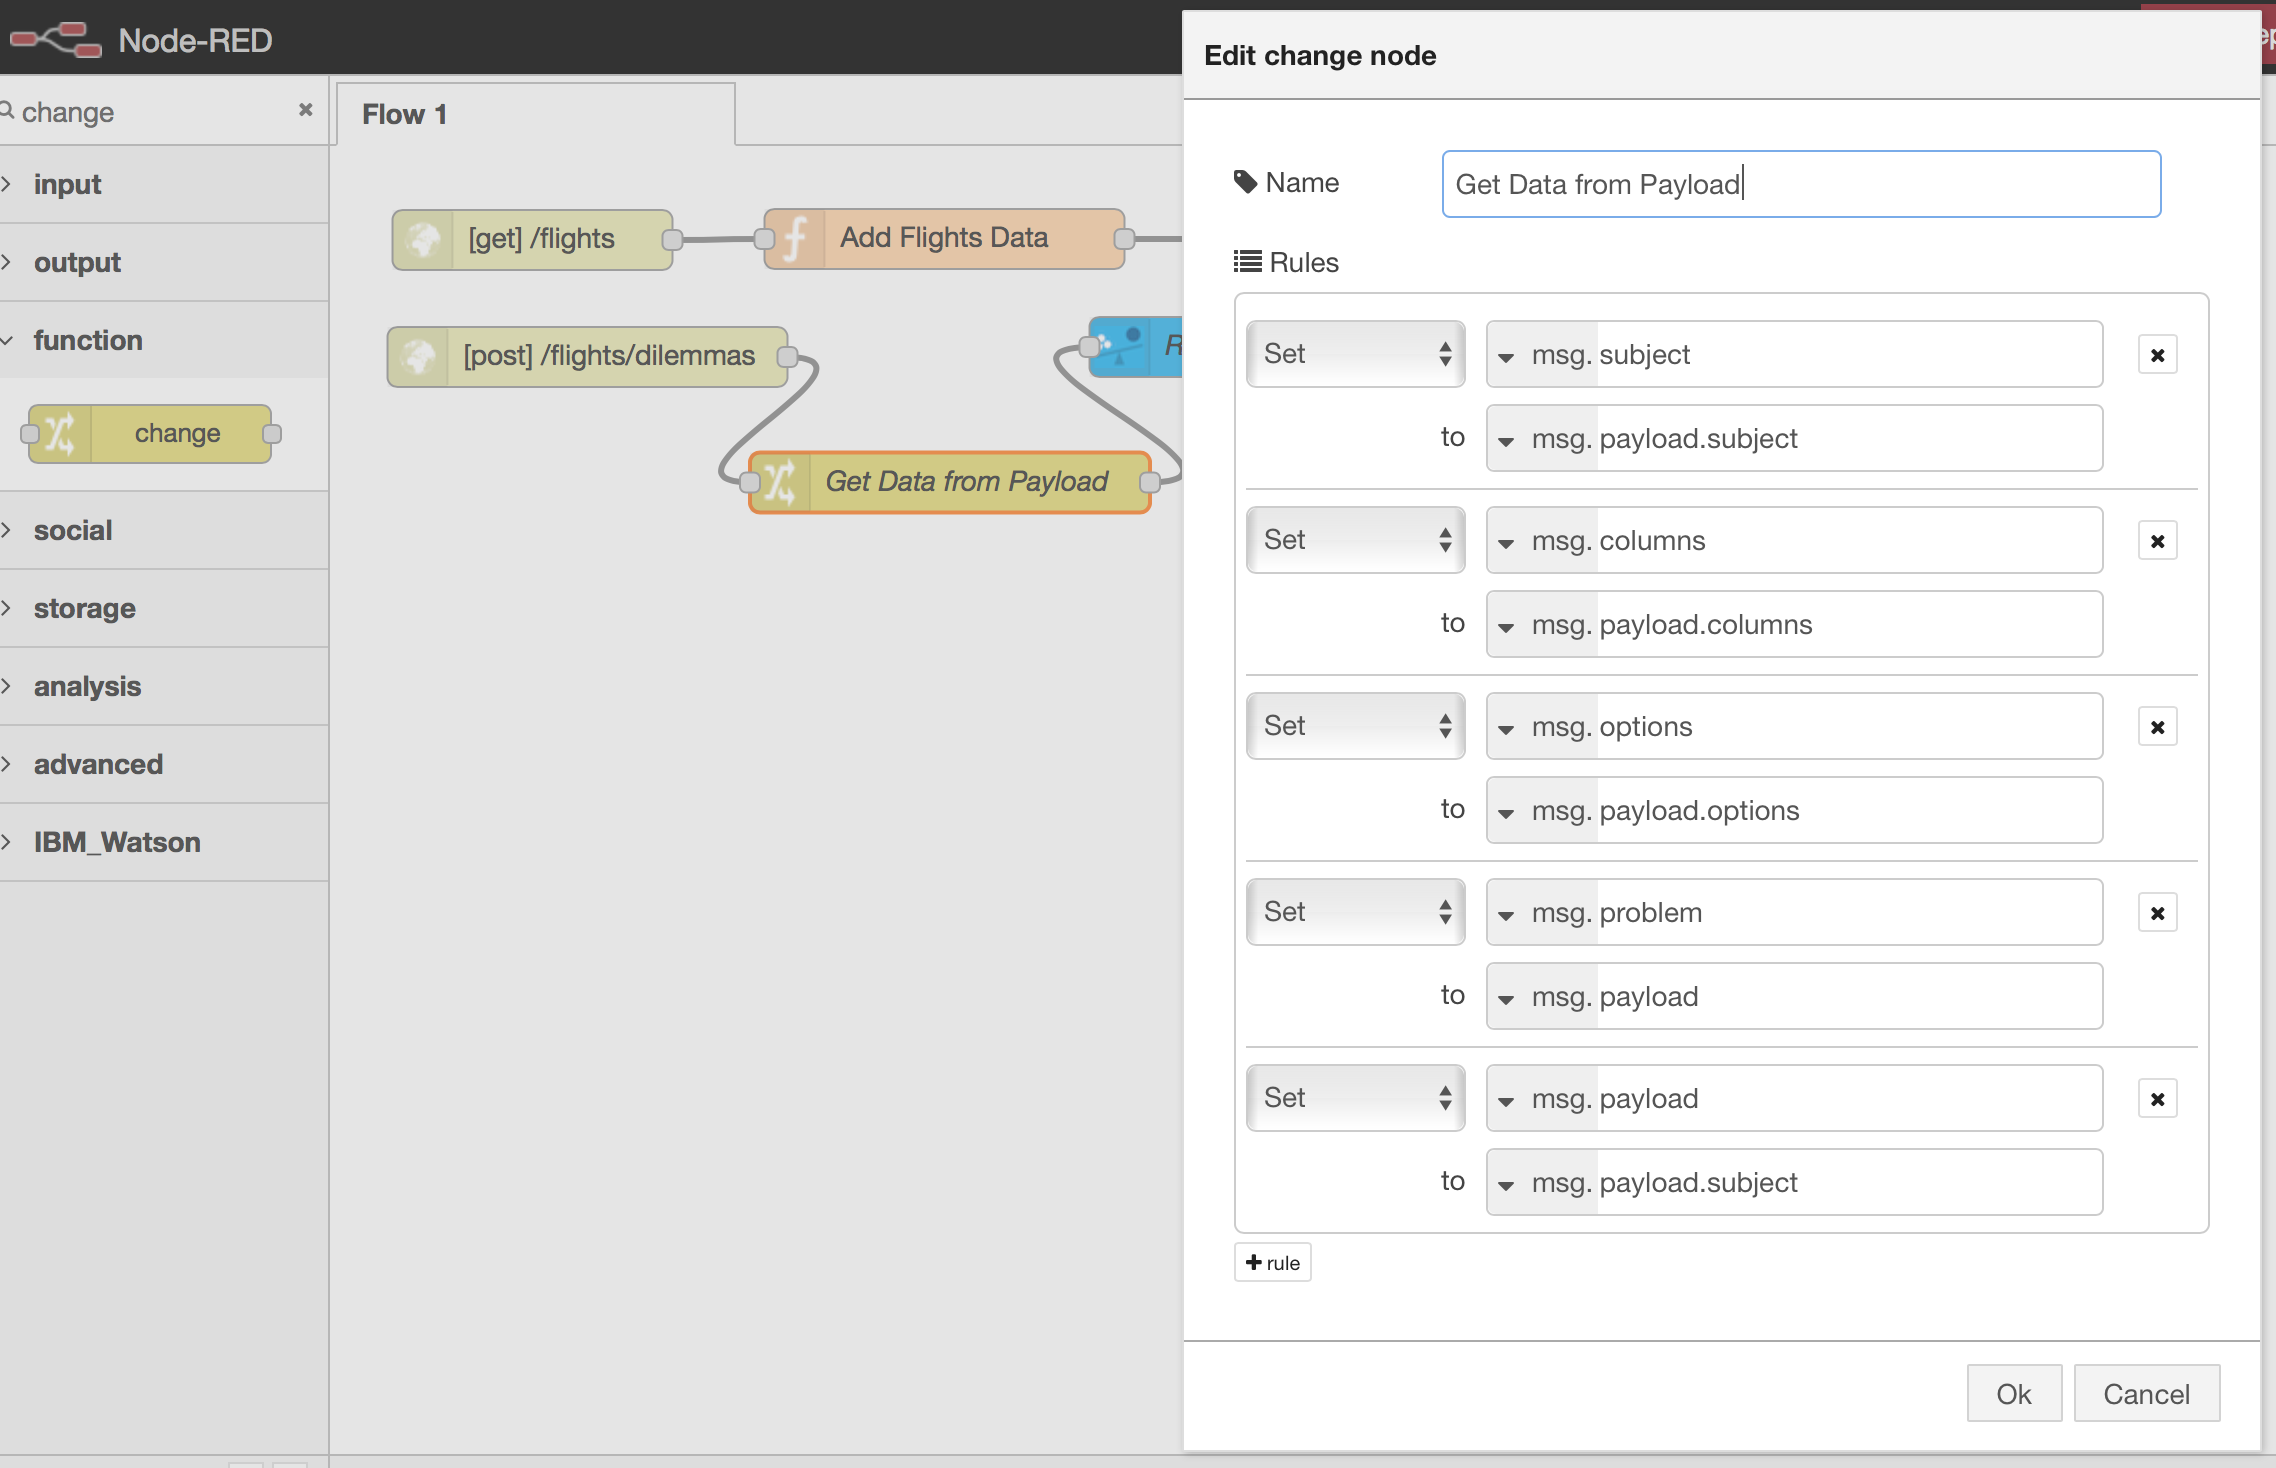 Node-RED
change
input
output
function
change
social
storage
analysis
advanced
IBM_Watson
Flow 1
[get] /flights
Add Flights Data
[post] /flights/dilemmas
Get Data from Payload
Edit change node
Name
Get Data from Payload
Rules
Set
msg. subject
to
msg. payload.subject
Set
msg. columns
to
msg. payload.columns
Set
msg. options
to
msg. payload.options
Set
msg. problem
to
msg. payload
Set
msg. payload
to
msg. payload.subject
rule
Ok
Cancel